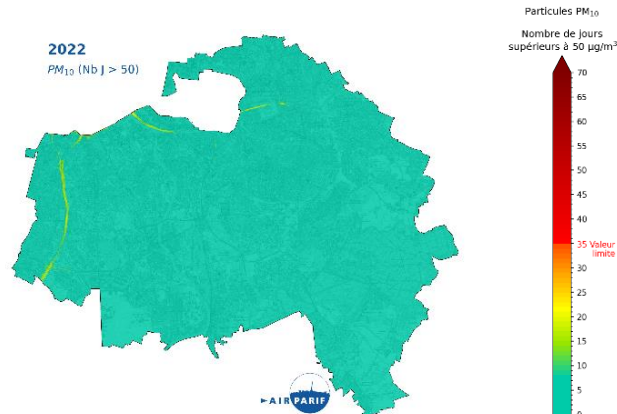 Particules PM₁₀
Nombre de jours
supérieurs à 50 µg/m³
2022
PM₁₀ (Nb J > 50)
70
65
60
55
50
45
40
35 Valeur
limite
30
25
20
15
10
5
0
AIRPARIF